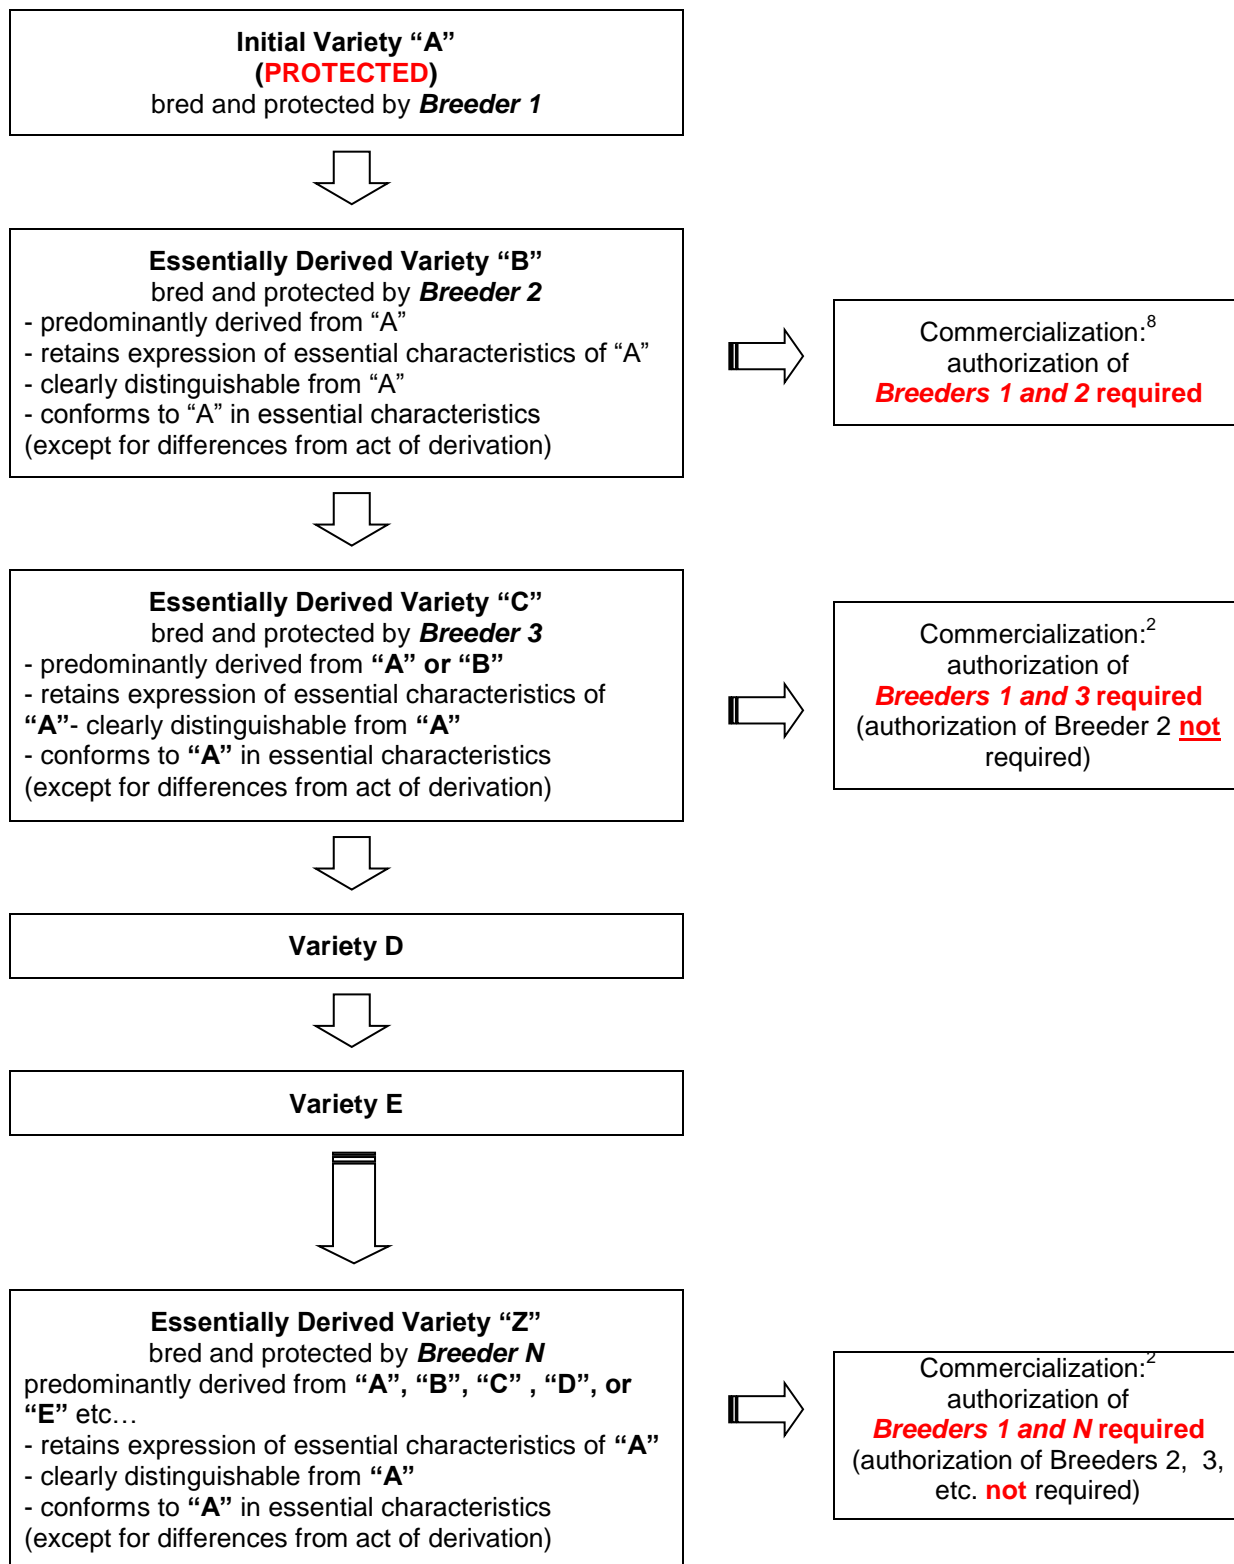 Initial Variety “A”
(PROTECTED)
bred and protected by Breeder 1
Essentially Derived Variety “B”
bred and protected by Breeder 2
- predominantly derived from “A”
- retains expression of essential characteristics of “A”
- clearly distinguishable from “A”
- conforms to “A” in essential characteristics
(except for differences from act of derivation)
Commercialization:8
authorization of
Breeders 1 and 2 required
Essentially Derived Variety “C”
bred and protected by Breeder 3
- predominantly derived from “A” or “B”
- retains expression of essential characteristics of
“A”- clearly distinguishable from “A”
- conforms to “A” in essential characteristics
(except for differences from act of derivation)
Commercialization:2
authorization of
Breeders 1 and 3 required
(authorization of Breeder 2 not
required)
Variety D
Variety E
Essentially Derived Variety “Z”
bred and protected by Breeder N
predominantly derived from “A”, “B”, “C” , “D”, or
“E” etc…
- retains expression of essential characteristics of “A”
- clearly distinguishable from “A”
- conforms to “A” in essential characteristics
(except for differences from act of derivation)
Commercialization:2
authorization of
Breeders 1 and N required
(authorization of Breeders 2, 3,
etc. not required)